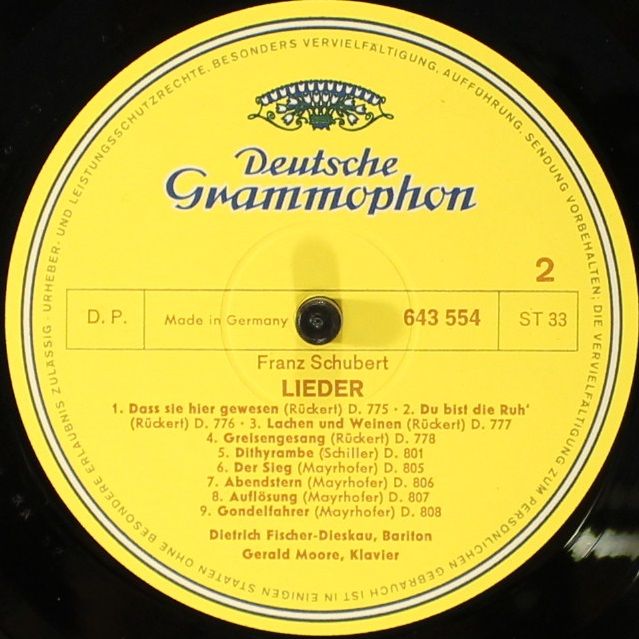 URHEBER- UND LEISTUNGSSCHUTZRECHTE, BESONDERS VERVIELFÄLTIGUNG, AUFFÜHRUNG, SENDUNG VORBEHALTEN; DIE VERVIELFÄLTIGUNG ZUM PERSÖNLICHEN GEBRAUCH IST IN EINIGEN STAATEN OHNE BESONDERE ERLAUBNIS ZULÄSSIG ·
Deutsche
Grammophon
2
D. P. Made in Germany 643 554 ST 33
Franz Schubert
LIEDER
1. Dass sie hier gewesen (Rückert) D. 775 · 2. Du bist die Ruh'
(Rückert) D. 776 · 3. Lachen und Weinen (Rückert) D. 777
4. Greisengesang (Rückert) D. 778
5. Dithyrambe (Schiller) D. 801
6. Der Sieg (Mayrhofer) D. 805
7. Abendstern (Mayrhofer) D. 806
8. Auflösung (Mayrhofer) D. 807
9. Gondelfahrer (Mayrhofer) D. 808
Dietrich Fischer-Dieskau, Bariton
Gerald Moore, Klavier